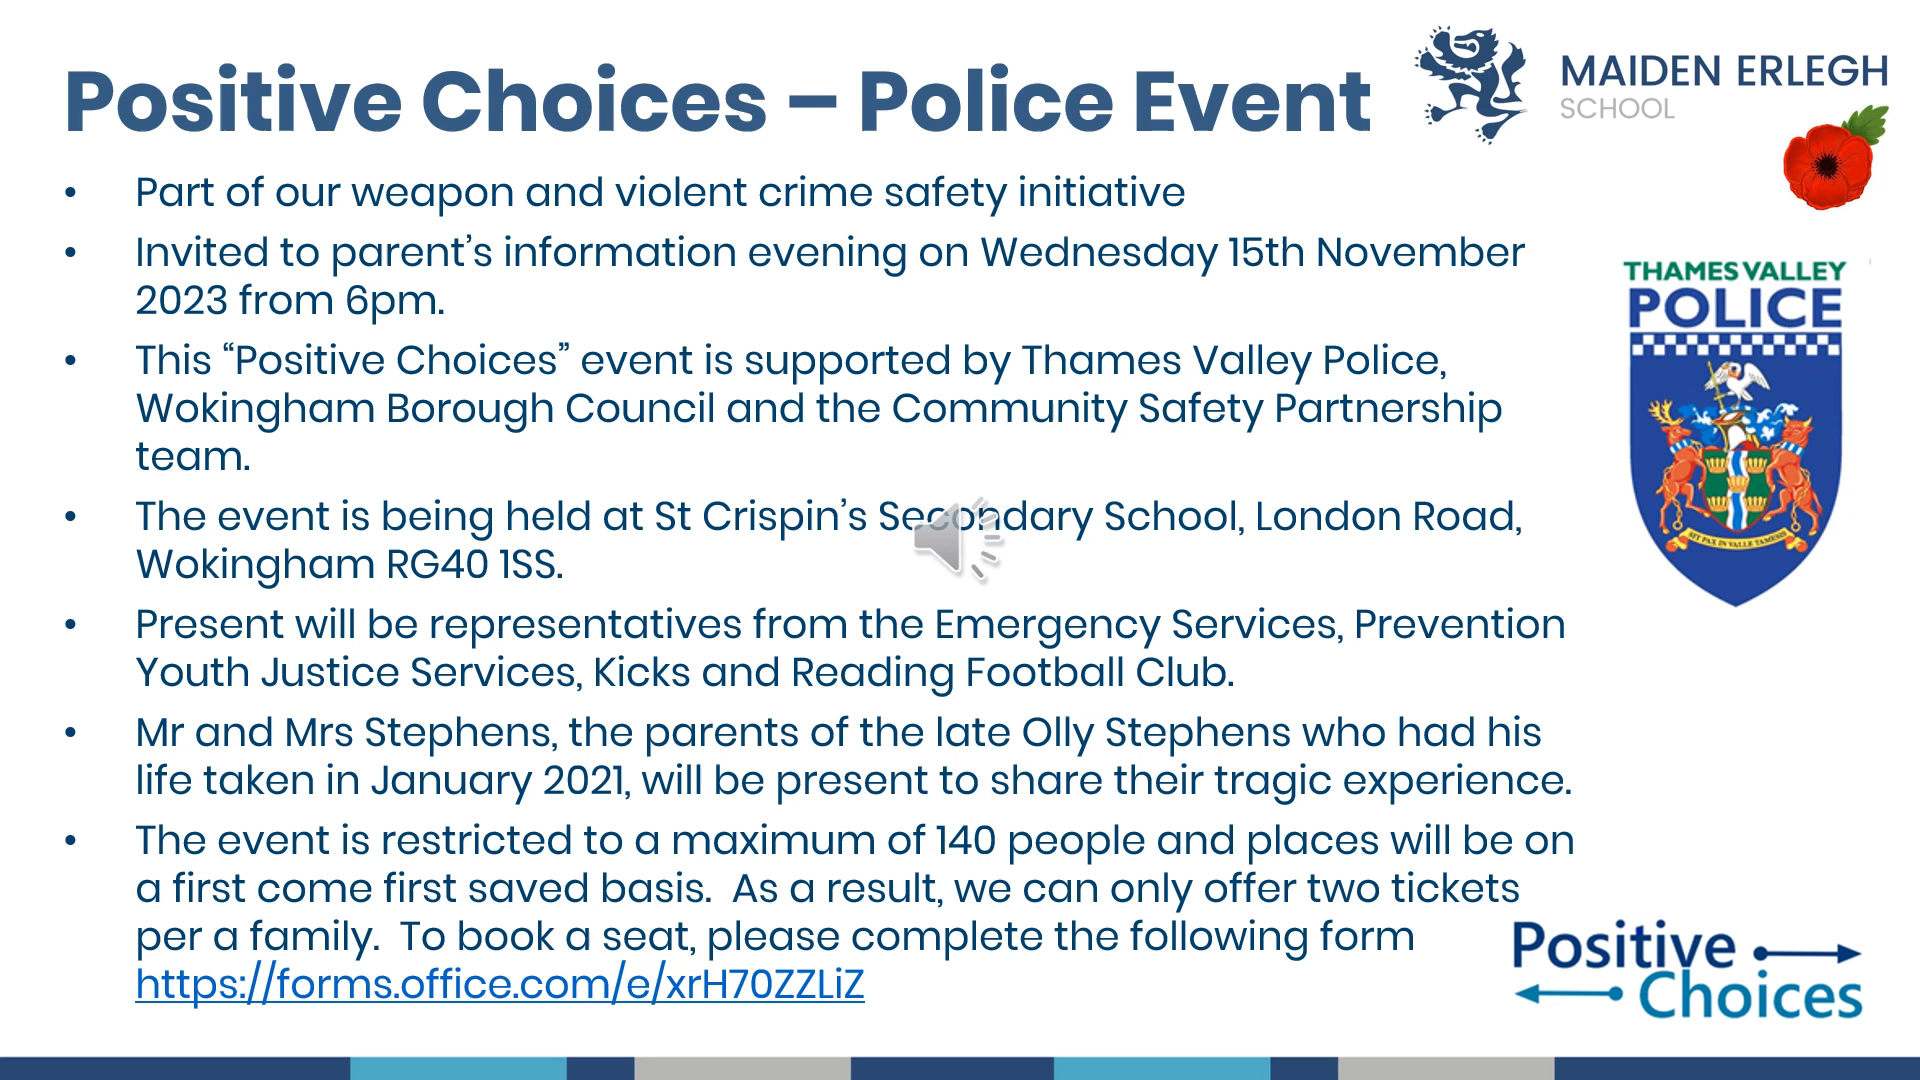 Positive Choices – Police Event
MAIDEN ERLEGH
SCHOOL
• Part of our weapon and violent crime safety initiative
• Invited to parent’s information evening on Wednesday 15th November
2023 from 6pm.
• This “Positive Choices” event is supported by Thames Valley Police,
Wokingham Borough Council and the Community Safety Partnership
team.
• The event is being held at St Crispin’s Secondary School, London Road,
Wokingham RG40 1SS.
• Present will be representatives from the Emergency Services, Prevention
Youth Justice Services, Kicks and Reading Football Club.
• Mr and Mrs Stephens, the parents of the late Olly Stephens who had his
life taken in January 2021, will be present to share their tragic experience.
• The event is restricted to a maximum of 140 people and places will be on
a first come first saved basis.  As a result, we can only offer two tickets
per a family.  To book a seat, please complete the following form
https://forms.office.com/e/xrH70ZZLiZ
THAMES VALLEY
POLICE
SIT PAX IN VALLE TAMESIS
Positive
Choices